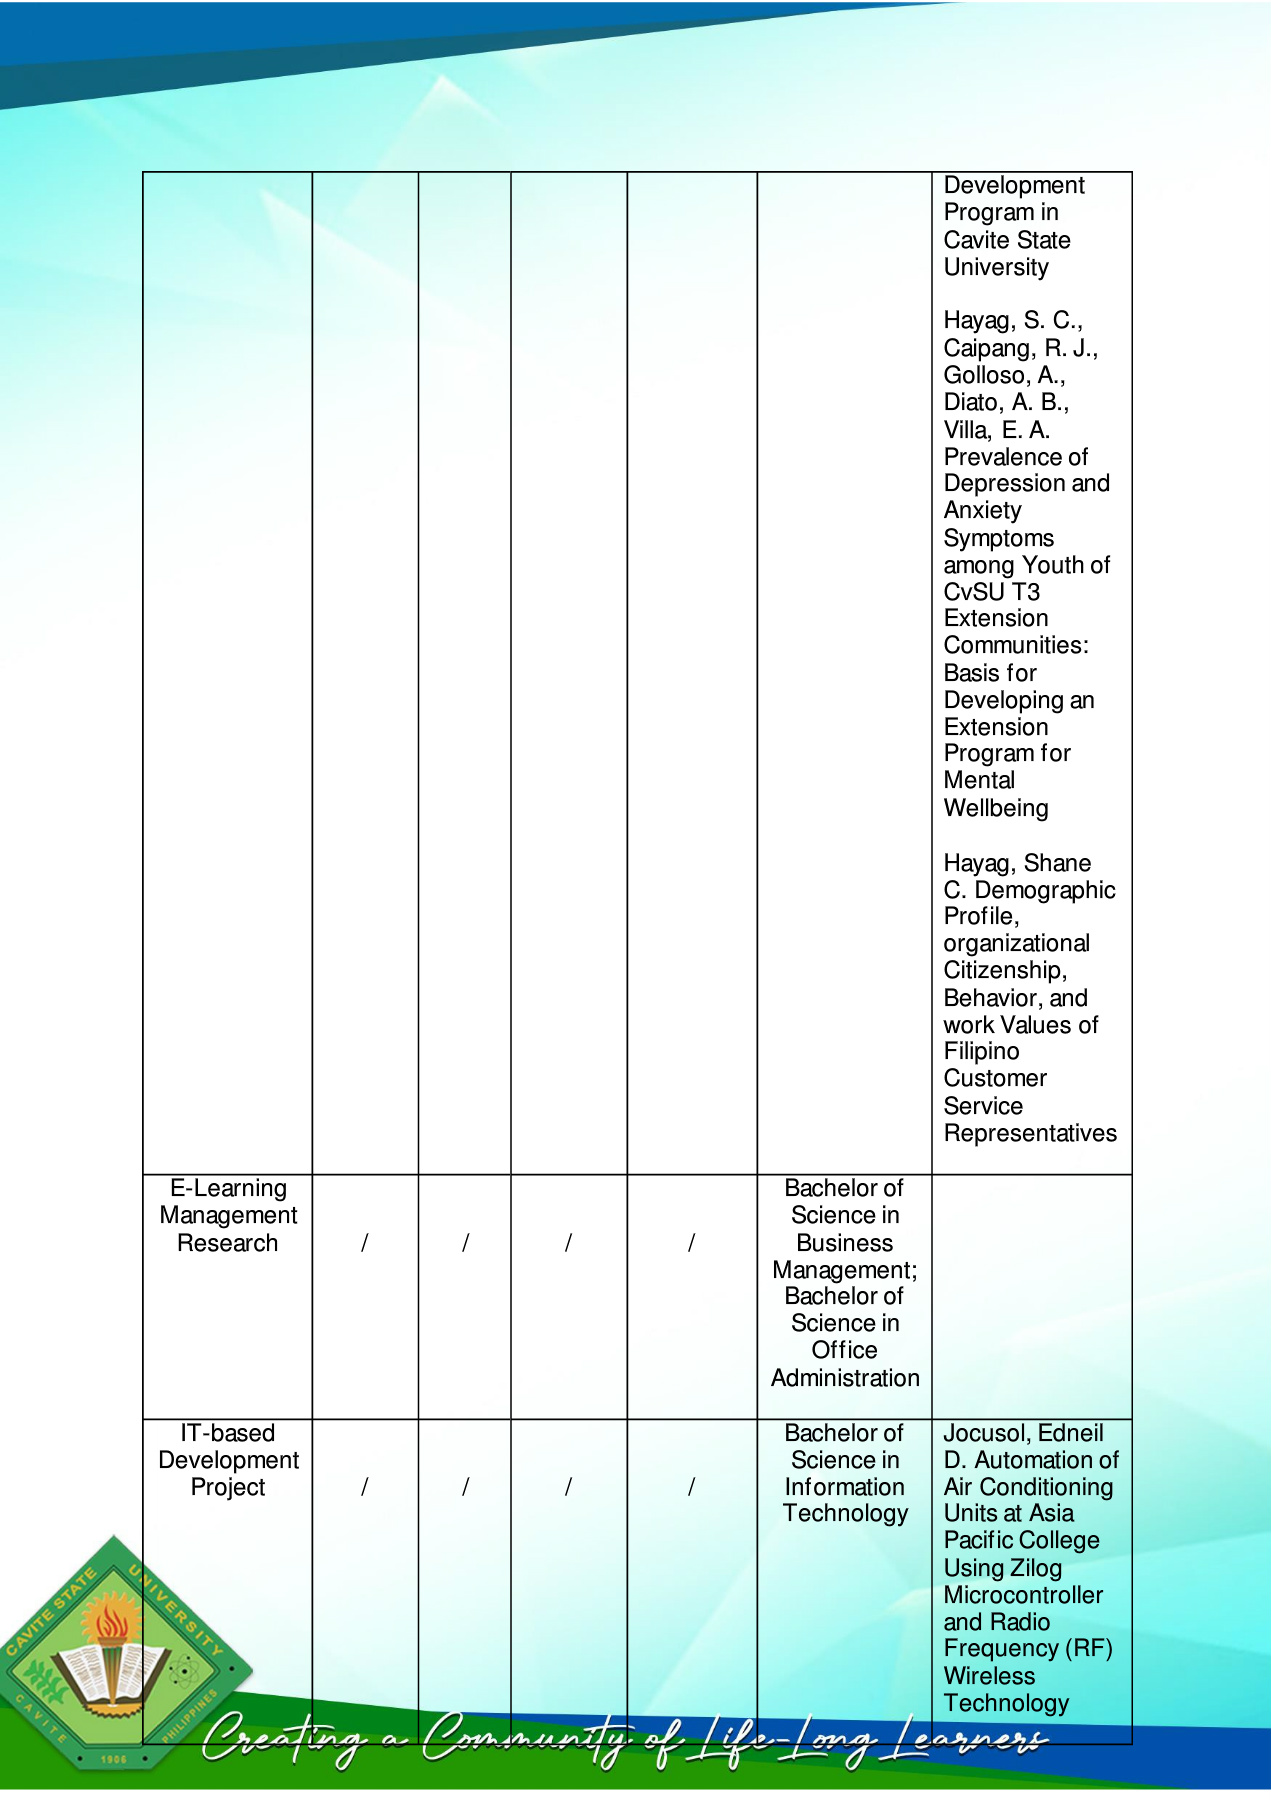 Development
Program in
Cavite State
University
Hayag, S. C.,
Caipang, R. J.,
Golloso, A.,
Diato, A. B.,
Villa, E. A.
Prevalence of
Depression and
Anxiety
Symptoms
among Youth of
CvSU T3
Extension
Communities:
Basis for
Developing an
Extension
Program for
Mental
Wellbeing
Hayag, Shane
C. Demographic
Profile,
organizational
Citizenship,
Behavior, and
work Values of
Filipino
Customer
Service
Representatives
E-Learning
Management
Research
/ / / /
Bachelor of
Science in
Business
Management;
Bachelor of
Science in
Office
Administration
IT-based
Development
Project
/ / / /
Bachelor of
Science in
Information
Technology
Jocusol, Edneil
D. Automation of
Air Conditioning
Units at Asia
Pacific College
Using Zilog
Microcontroller
and Radio
Frequency (RF)
Wireless
Technology
CAVITE STATE UNIVERSITY
CAVITE • 1906 • PHILIPPINES
Creating a Community of Life-Long Learners